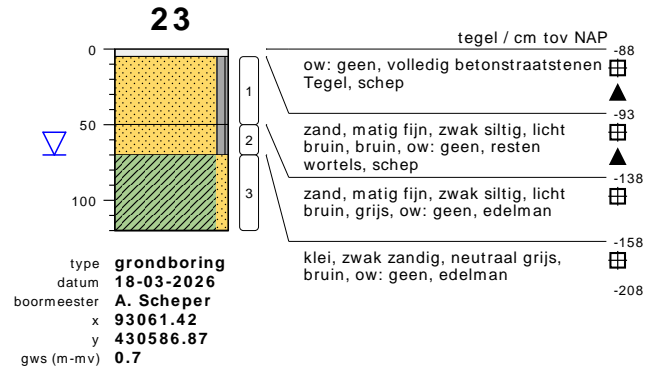 23
tegel / cm tov NAP
0
-88
ow: geen, volledig betonstraatstenen
Tegel, schep
1
-93
50
zand, matig fijn, zwak siltig, licht
bruin, bruin, ow: geen, resten
wortels, schep
2
-138
3
zand, matig fijn, zwak siltig, licht
bruin, grijs, ow: geen, edelman
100
-158
klei, zwak zandig, neutraal grijs,
bruin, ow: geen, edelman
-208
type grondboring
datum 18-03-2026
boormeester A. Scheper
x 93061.42
y 430586.87
gws (m-mv) 0.7